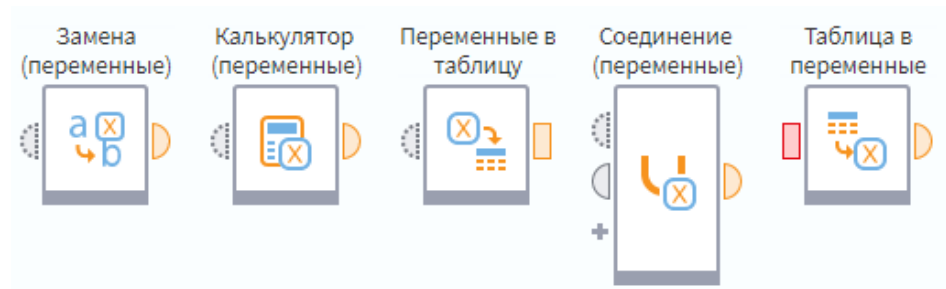 Замена
(переменные)
Калькулятор
(переменные)
Переменные в
таблицу
Соединение
(переменные)
Таблица в
переменные
a
x
b
x
x
x
x